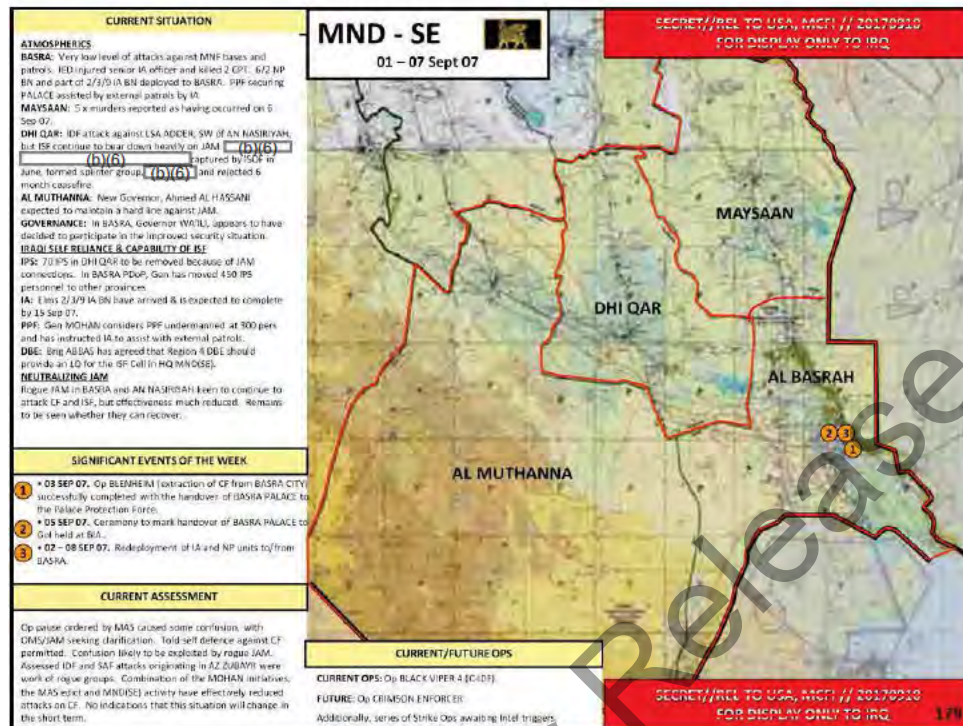 CURRENT SITUATION
ATMOSPHERICS
BASRA: Very low level of attacks against MNF bases and
patrols. IED injured senior IA officer and killed 2 CPT. 6/2 NP
BN and part of 2/3/9 IA BN deployed to BASRA. PPF securing
PALACE assisted by external patrols by IA.
MAYSAAN: 5 x murders reported as having occurred on 6
Sep 07.
DHI QAR: IDF attack against LSA ADDER, SW of AN NASIRIYAH,
but ISF continue to bear down heavily on JAM. (b)(6)
(b)(6) captured by ISOF in
June, formed splinter group, (b)(6) and rejected 6
month ceasefire.
AL MUTHANNA: New Governor, Ahmed AL HASSANI
expected to maintain a hard line against JAM.
GOVERNANCE: In BASRA, Governor WA'ILI, appears to have
decided to participate in the improved security situation.
IRAQI SELF RELIANCE & CAPABILITY OF ISF
IPS: 70 IPS in DHI QAR to be removed because of JAM
connections. In BASRA PDoP, Gen has moved 450 IPS
personnel to other provinces
IA: Elms 2/3/9 IA BN have arrived & is expected to complete
by 15 Sep 07.
PPF: Gen MOHAN considers PPF undermanned at 300 pers
and has instructed IA to assist with external patrols.
DBE: Brig ABBAS has agreed that Region 4 DBE should
provide an LO for the ISF Cell in HQ MND(SE).
NEUTRALIZING JAM
Rogue JAM in BASRA and AN NASIRIYAH keen to continue to
attack CF and ISF, but effectiveness much reduced. Remains
to be seen whether they can recover.
SIGNIFICANT EVENTS OF THE WEEK
1 • 03 SEP 07. Op BLENHEIM (extraction of CF from BASRA CITY)
successfully completed with the handover of BASRA PALACE to
the Palace Protection Force.
2 • 05 SEP 07. Ceremony to mark handover of BASRA PALACE to
GoI held at BIA.
3 • 02 – 08 SEP 07. Redeployment of IA and NP units to/from
BASRA.
CURRENT ASSESSMENT
Op pause ordered by MAS caused some confusion, with
OMS/JAM seeking clarification. Told self defence against CF
permitted. Confusion likely to be exploited by rogue JAM.
Assessed IDF and SAF attacks originating in AZ ZUBAYR were
work of rogue groups. Combination of the MOHAN initiatives,
the MAS edict and MND(SE) activity have effectively reduced
attacks on CF. No indications that this situation will change in
the short term.
MND - SE
01 – 07 Sept 07
SECRET//REL TO USA, MCFI // 20170910
FOR DISPLAY ONLY TO IRQ
MAYSAAN
DHI QAR
AL BASRAH
2 3
1
AL MUTHANNA
Release
CURRENT/FUTURE OPS
CURRENT OPS: Op BLACK VIPER 4 (C4DF).
FUTURE: Op CRIMSON ENFORCER
Additionally, series of Strike Ops awaiting Intel triggers
SECRET//REL TO USA, MCFI // 20170910
FOR DISPLAY ONLY TO IRQ 179